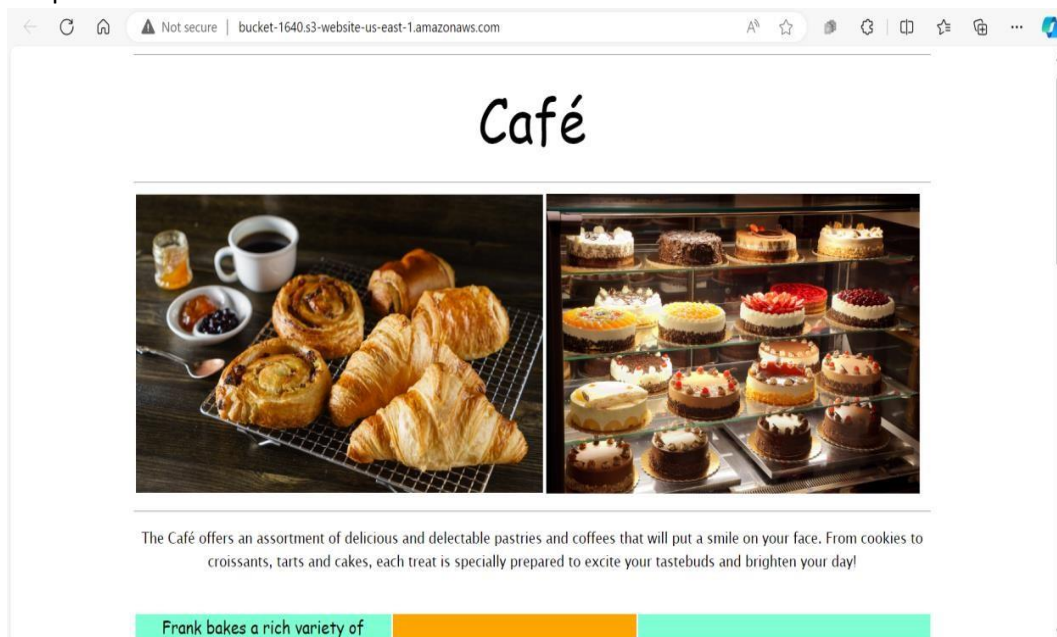 Not secure | bucket-1640.s3-website-us-east-1.amazonaws.com
Café
The Café offers an assortment of delicious and delectable pastries and coffees that will put a smile on your face. From cookies to
croissants, tarts and cakes, each treat is specially prepared to excite your tastebuds and brighten your day!
Frank bakes a rich variety of